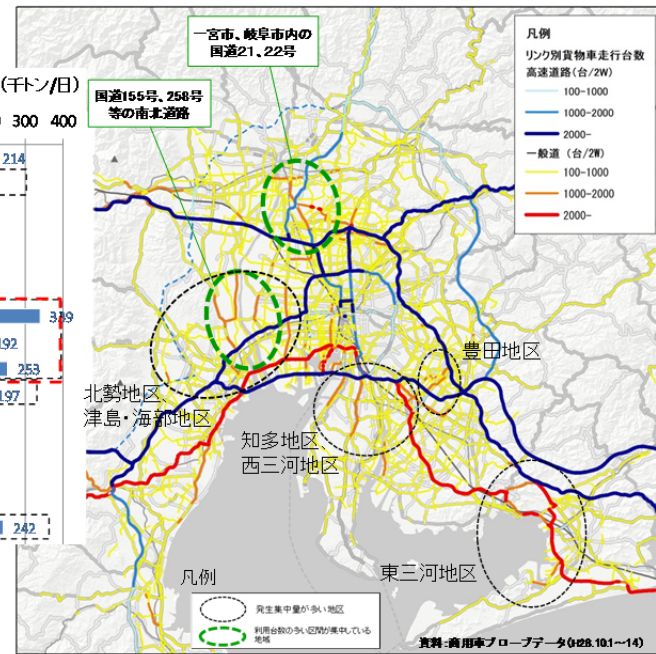 一宮市、岐阜市内の
国道21、22号
国道155号、258号
等の南北道路
(千トン/日)
300 400
214
192
253
197
242
凡例
リンク別貨物車走行台数
高速道路(台/2W)
100-1000
1000-2000
2000-
一般道 (台/2W)
100-1000
1000-2000
2000-
豊田地区
北勢地区、
津島・海部地区
知多地区、
西三河地区
東三河地区
凡例
発生集中量が多い地区
利用台数の多い区間が集中している
地域
資料:商用車プローブデータ(H28.10.1~14)